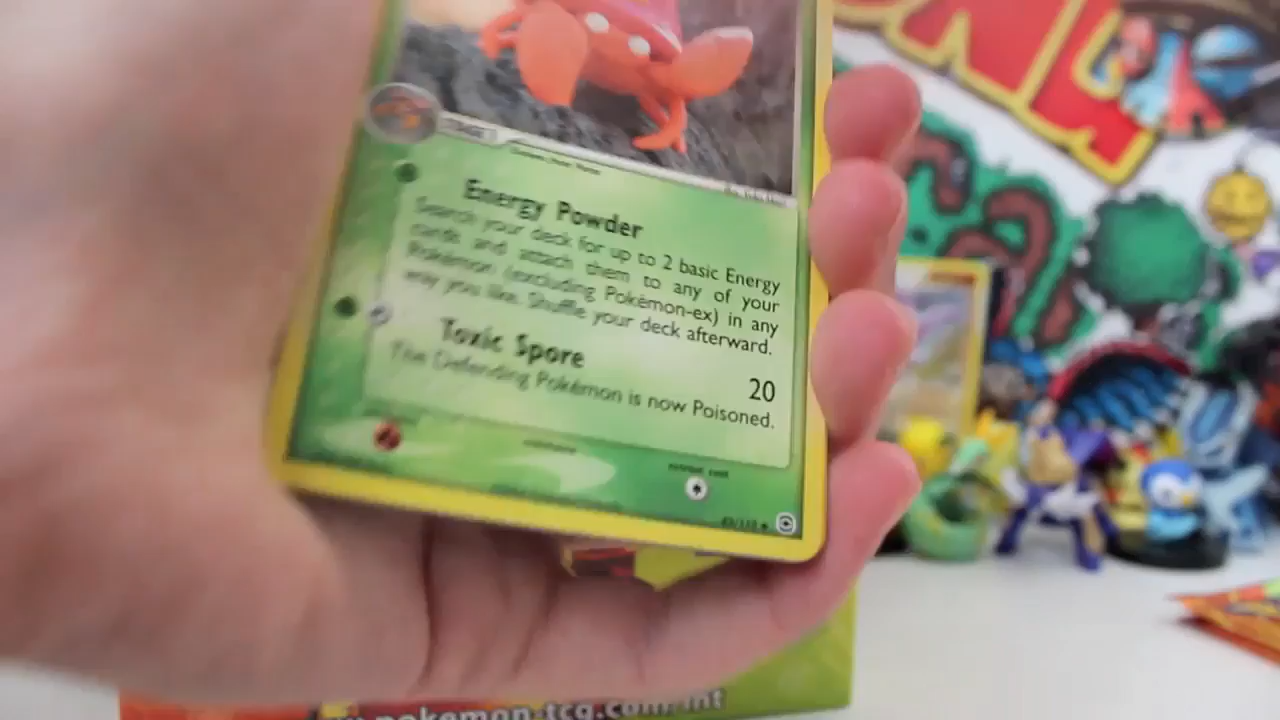 Energy Powder
Search your deck for up to 2 basic Energy
cards and attach them to any of your
Pokémon (excluding Pokémon-ex) in any
way you like. Shuffle your deck afterward.
Toxic Spore
20
The Defending Pokémon is now Poisoned.
pokemon-tcg.com